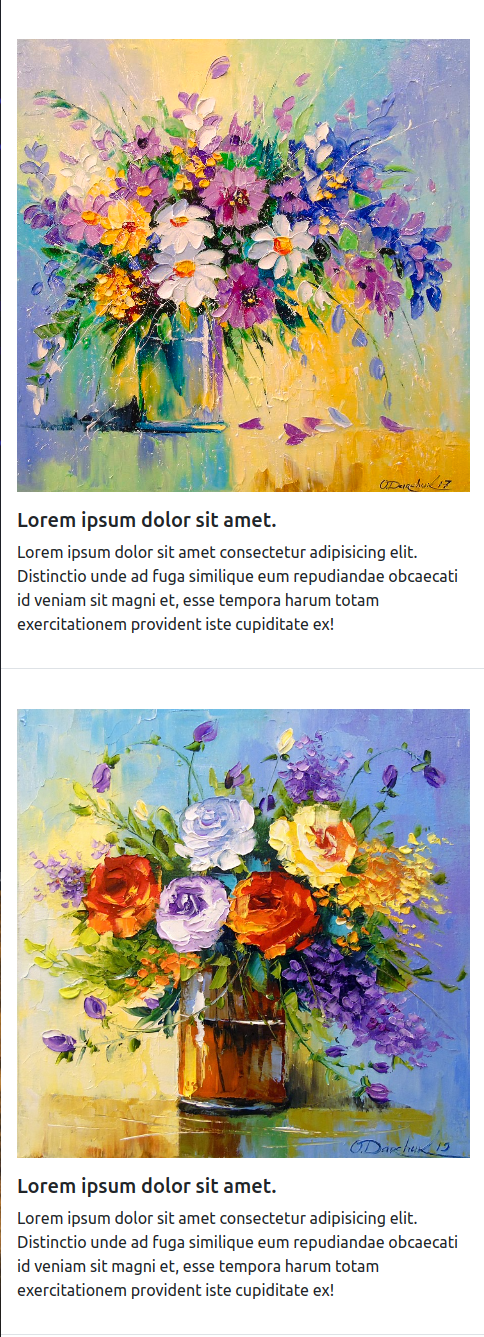 O.Darchuk 17
Lorem ipsum dolor sit amet.
Lorem ipsum dolor sit amet consectetur adipisicing elit.
Distinctio unde ad fuga similique eum repudiandae obcaecati
id veniam sit magni et, esse tempora harum totam
exercitationem provident iste cupiditate ex!
O.Darchuk 19
Lorem ipsum dolor sit amet.
Lorem ipsum dolor sit amet consectetur adipisicing elit.
Distinctio unde ad fuga similique eum repudiandae obcaecati
id veniam sit magni et, esse tempora harum totam
exercitationem provident iste cupiditate ex!